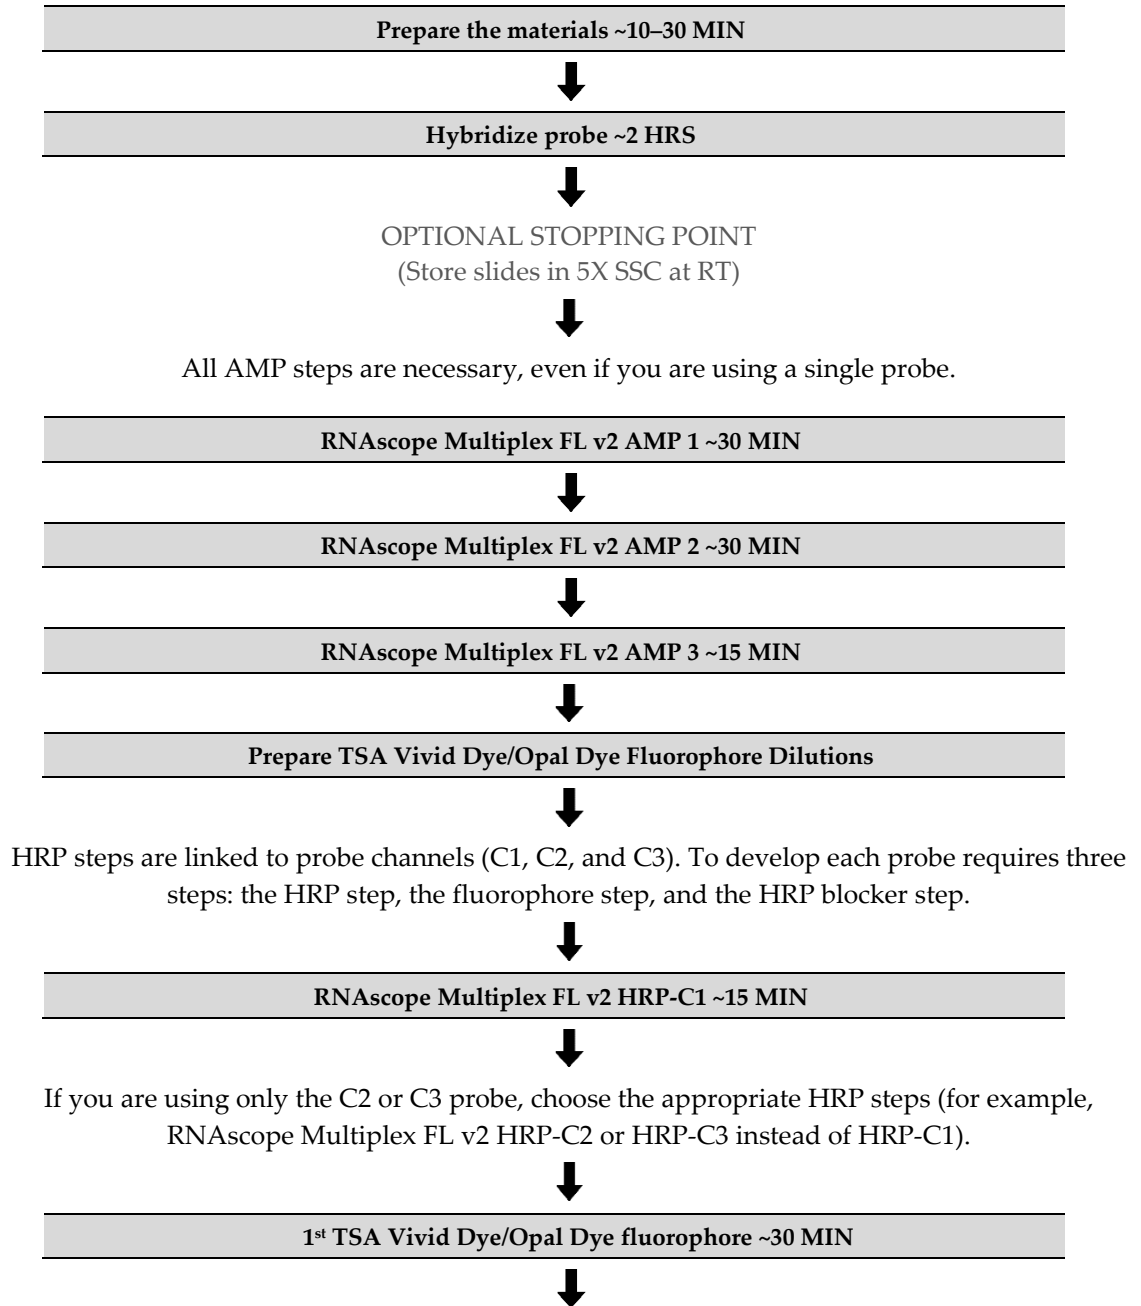 Prepare the materials ~10–30 MIN
Hybridize probe ~2 HRS
OPTIONAL STOPPING POINT
(Store slides in 5X SSC at RT)
All AMP steps are necessary, even if you are using a single probe.
RNAscope Multiplex FL v2 AMP 1 ~30 MIN
RNAscope Multiplex FL v2 AMP 2 ~30 MIN
RNAscope Multiplex FL v2 AMP 3 ~15 MIN
Prepare TSA Vivid Dye/Opal Dye Fluorophore Dilutions
HRP steps are linked to probe channels (C1, C2, and C3). To develop each probe requires three
steps: the HRP step, the fluorophore step, and the HRP blocker step.
RNAscope Multiplex FL v2 HRP-C1 ~15 MIN
If you are using only the C2 or C3 probe, choose the appropriate HRP steps (for example,
RNAscope Multiplex FL v2 HRP-C2 or HRP-C3 instead of HRP-C1).
1st TSA Vivid Dye/Opal Dye fluorophore ~30 MIN